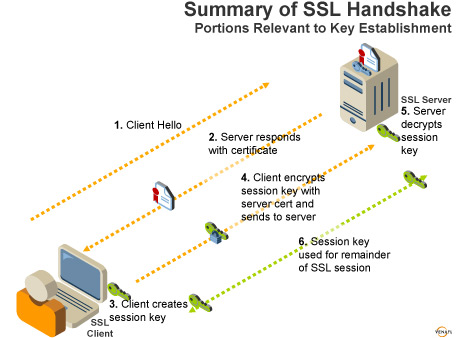 Summary of SSL Handshake
Portions Relevant to Key Establishment
1. Client Hello
2. Server responds
with certificate
SSL Server
5. Server
decrypts
session
key
4. Client encrypts
session key with
server cert and
sends to server
6. Session key
used for remainder
of SSL session
3. Client creates
session key
SSL
Client
VENAFI